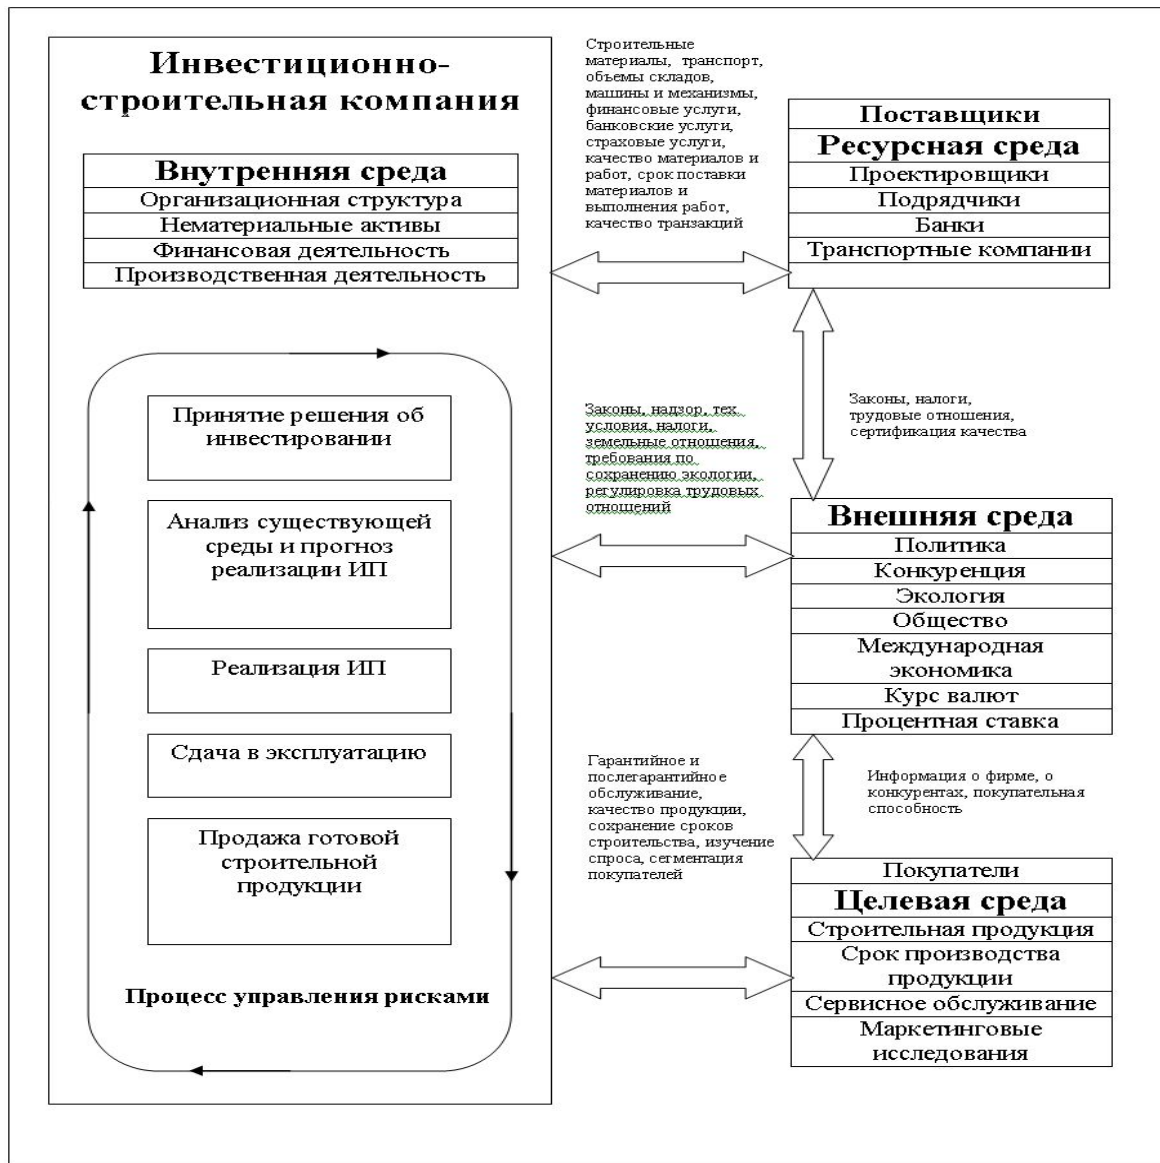 Инвестиционно-
строительная компания
Внутренняя среда
Организационная структура
Нематериальные активы
Финансовая деятельность
Производственная деятельность
Принятие решения об
инвестировании
Анализ существующей
среды и прогноз
реализации ИП
Реализация ИП
Сдача в эксплуатацию
Продажа готовой
строительной
продукции
Процесс управления рисками
Строительные
материалы, транспорт,
объемы складов,
машины и механизмы,
финансовые услуги,
банковские услуги,
страховые услуги,
качество материалов и
работ, срок поставки
материалов и
выполнения работ,
качество транзакций
Законы, надзор, тех
условия, налоги,
земельные отношения,
требования по
сохранению экологии,
регулировка трудовых
отношений
Гарантийное и
послегарантийное
обслуживание,
качество продукции,
сохранение сроков
строительства, изучение
спроса, сегментация
покупателей
Поставщики
Ресурсная среда
Проектировщики
Подрядчики
Банки
Транспортные компании
Законы, налоги,
трудовые отношения,
сертификация качества
Внешняя среда
Политика
Конкуренция
Экология
Общество
Международная
экономика
Курс валют
Процентная ставка
Информация о фирме, о
конкурентах, покупательная
способность
Покупатели
Целевая среда
Строительная продукция
Срок производства
продукции
Сервисное обслуживание
Маркетинговые
исследования